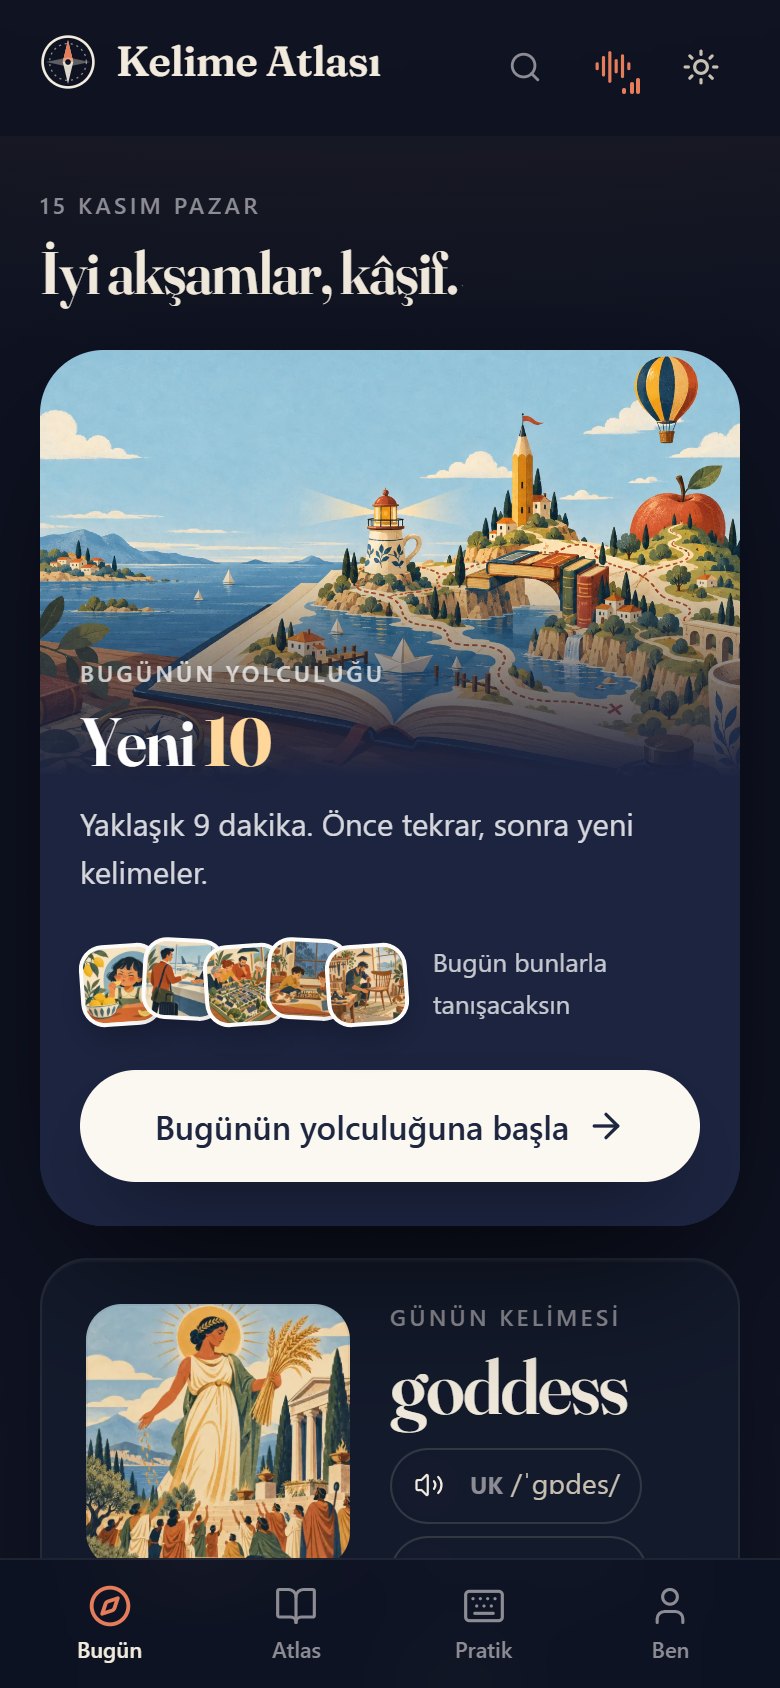 Kelime Atlası
15 KASIM PAZAR
İyi akşamlar, kâşif.
BUGÜNÜN YOLCULUĞU
Yeni 10
Yaklaşık 9 dakika. Önce tekrar, sonra yeni
kelimeler.
Bugün bunlarla
tanışacaksın
Bugünün yolculuğuna başla
GÜNÜN KELİMESİ
goddess
UK /ˈɡɒdes/
Bugün
Atlas
Pratik
Ben